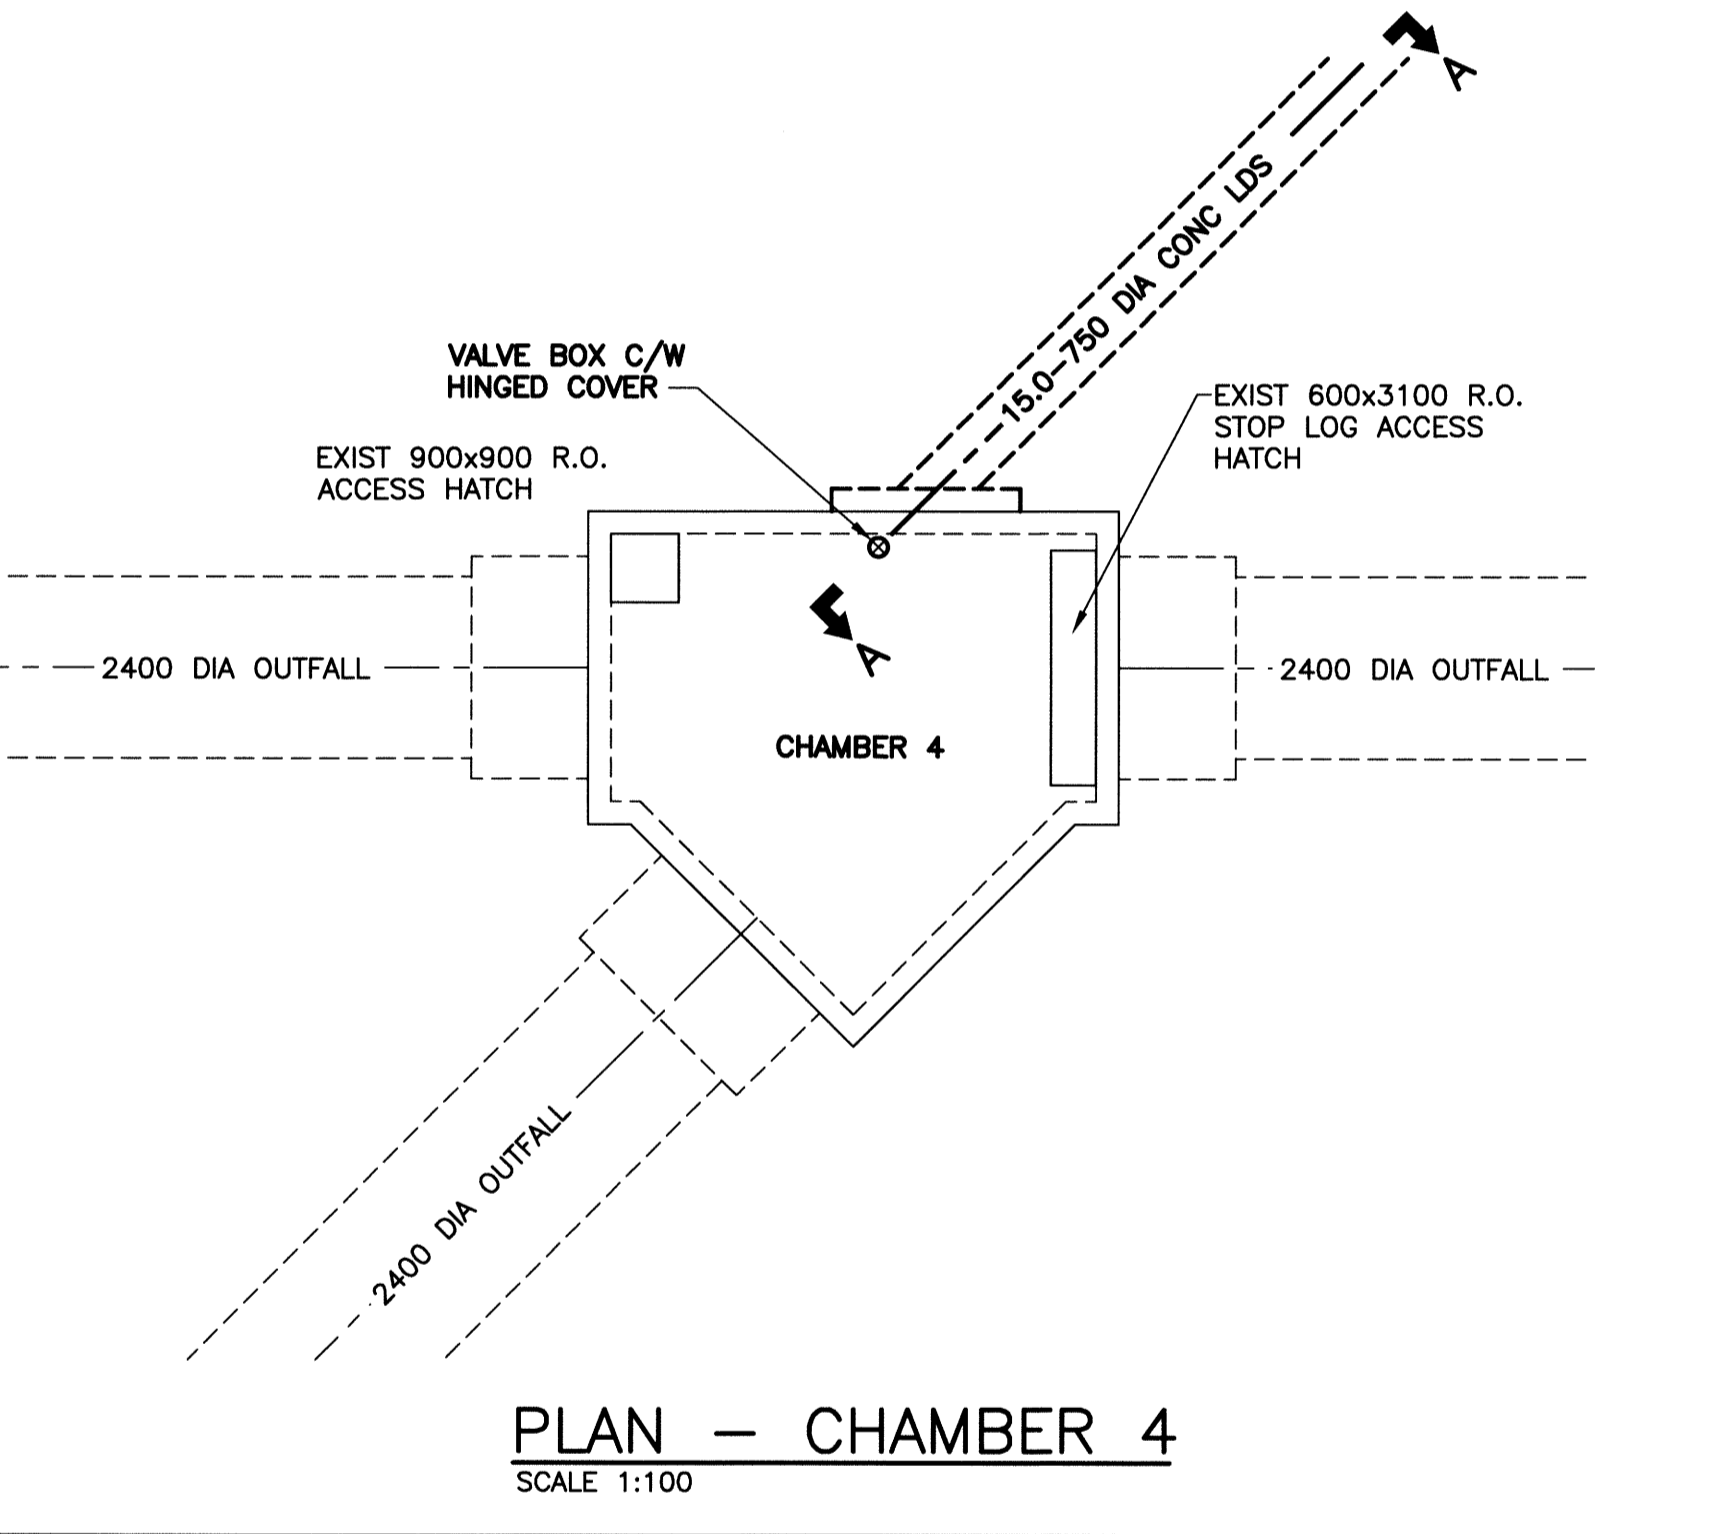 A
15.0-750 DIA CONC LDS
VALVE BOX C/W
HINGED COVER
EXIST 600x3100 R.O.
STOP LOG ACCESS
HATCH
EXIST 900x900 R.O.
ACCESS HATCH
A
2400 DIA OUTFALL
2400 DIA OUTFALL
CHAMBER 4
2400 DIA OUTFALL
PLAN - CHAMBER 4
SCALE 1:100